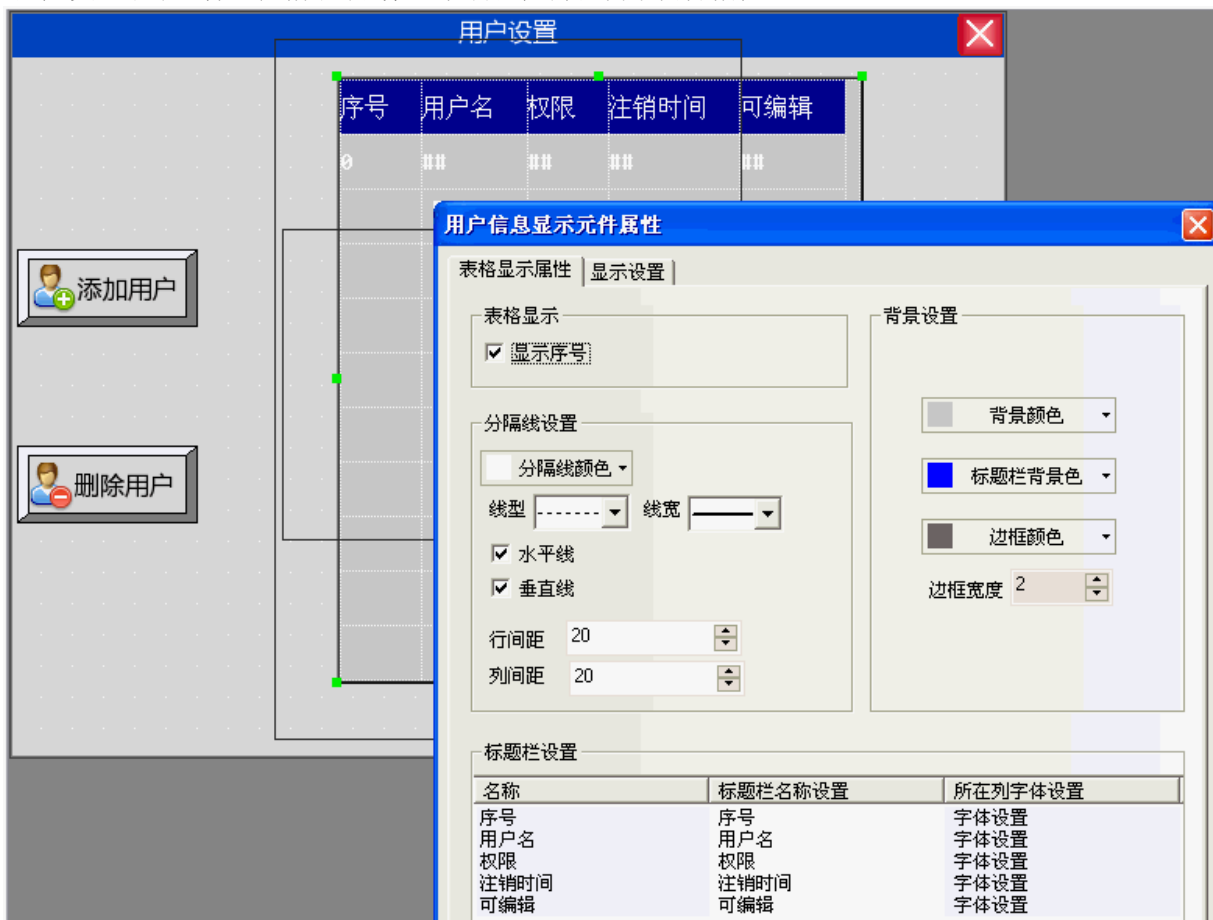 用户设置
序号 用户名 权限 注销时间 可编辑
0 ## ## ## ##
添加用户
删除用户
用户信息显示元件属性
表格显示属性 显示设置
表格显示
显示序号
分隔线设置
分隔线颜色
线型 线宽
水平线
垂直线
行间距 20
列间距 20
背景设置
背景颜色
标题栏背景色
边框颜色
边框宽度 2
标题栏设置
名称 标题栏名称设置 所在列字体设置
序号 序号 字体设置
用户名 用户名 字体设置
权限 权限 字体设置
注销时间 注销时间 字体设置
可编辑 可编辑 字体设置